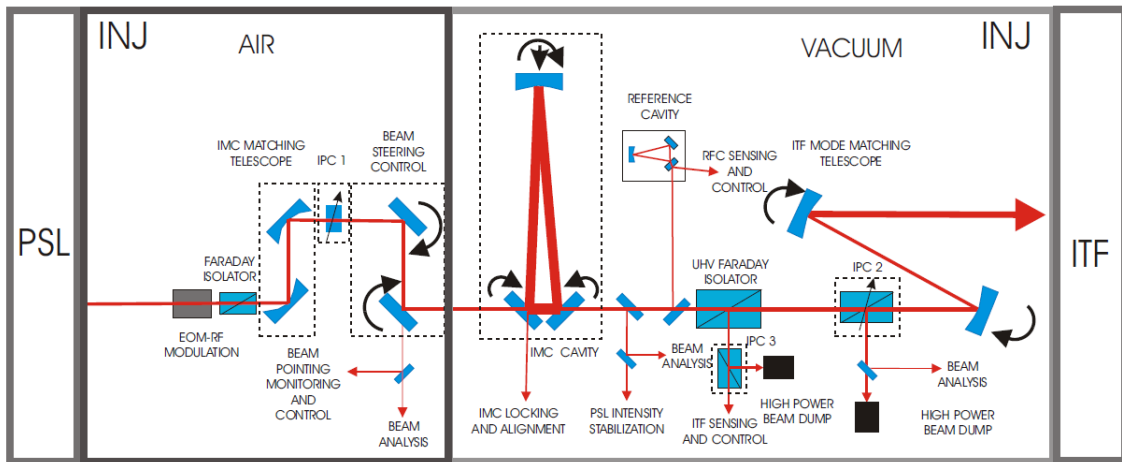 INJ
AIR
VACUUM
INJ
PSL
ITF
IMC MATCHING
TELESCOPE
IPC 1
BEAM
STEERING
CONTROL
FARADAY
ISOLATOR
EOM-RF
MODULATION
BEAM
POINTING
MONITORING
AND
CONTROL
BEAM
ANALYSIS
IMC CAVITY
IMC LOCKING
AND ALIGNMENT
REFERENCE
CAVITY
RFC SENSING
AND
CONTROL
ITF MODE MATCHING
TELESCOPE
UHV FARADAY
ISOLATOR
IPC 2
BEAM
ANALYSIS
IPC 3
PSL INTENSITY
STABILIZATION
ITF SENSING
AND CONTROL
HIGH POWER
BEAM DUMP
BEAM
ANALYSIS
HIGH POWER
BEAM DUMP